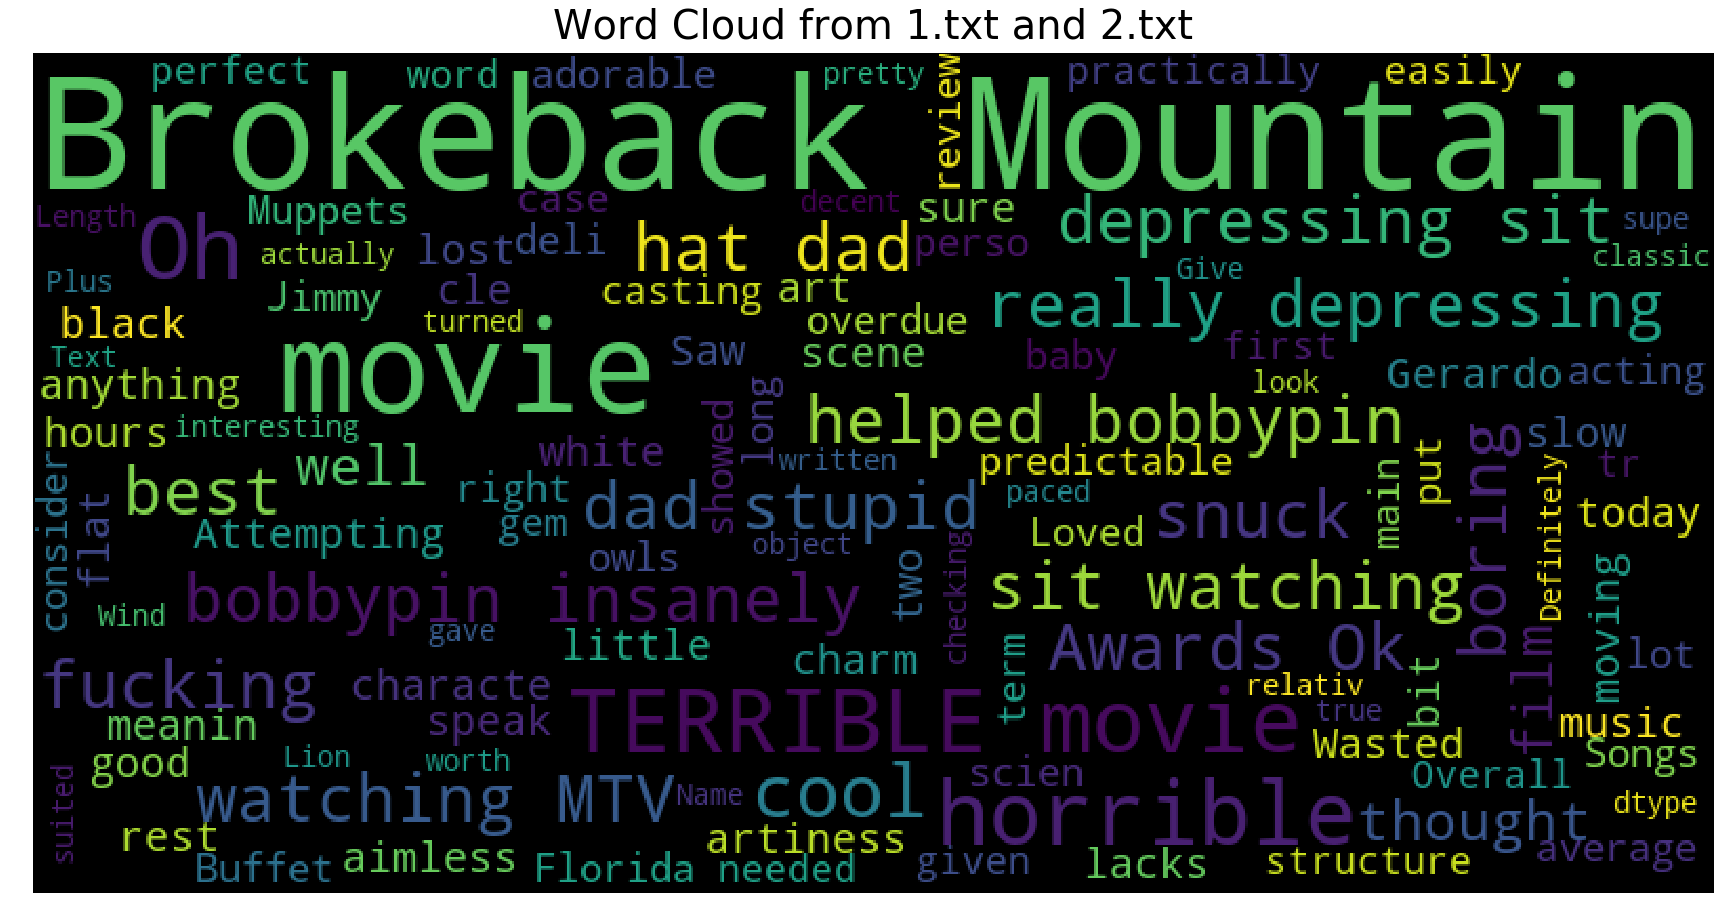 Word Cloud from 1.txt and 2.txt
perfect word adorable pretty review practically easily
Brokeback Mountain
Length Oh Muppets case decent sure depressing sit supe
actually lost deli hat dad perso classic
Plus Jimmy cle casting art Give really depressing
black turned overdue
Text movie Saw scene baby first Gerardo acting
anything look
hours interesting showed long helped bobbypin boring slow
consider best well white written predictable main put tr
flat right dad stupid paced snuck Definitely today
Attempting gem Loved
owls object checking
Wind bobbypin insanely two sit watching moving
gave little charm term Awards Ok bit film lot
fucking characte relativ
meanin speak TERRIBLE movie true Wasted music
good Lion worth Songs
suited watching MTV Name cool scien horrible Overall dtype
rest artiness thought average
Buffet aimless Florida needed given lacks structure